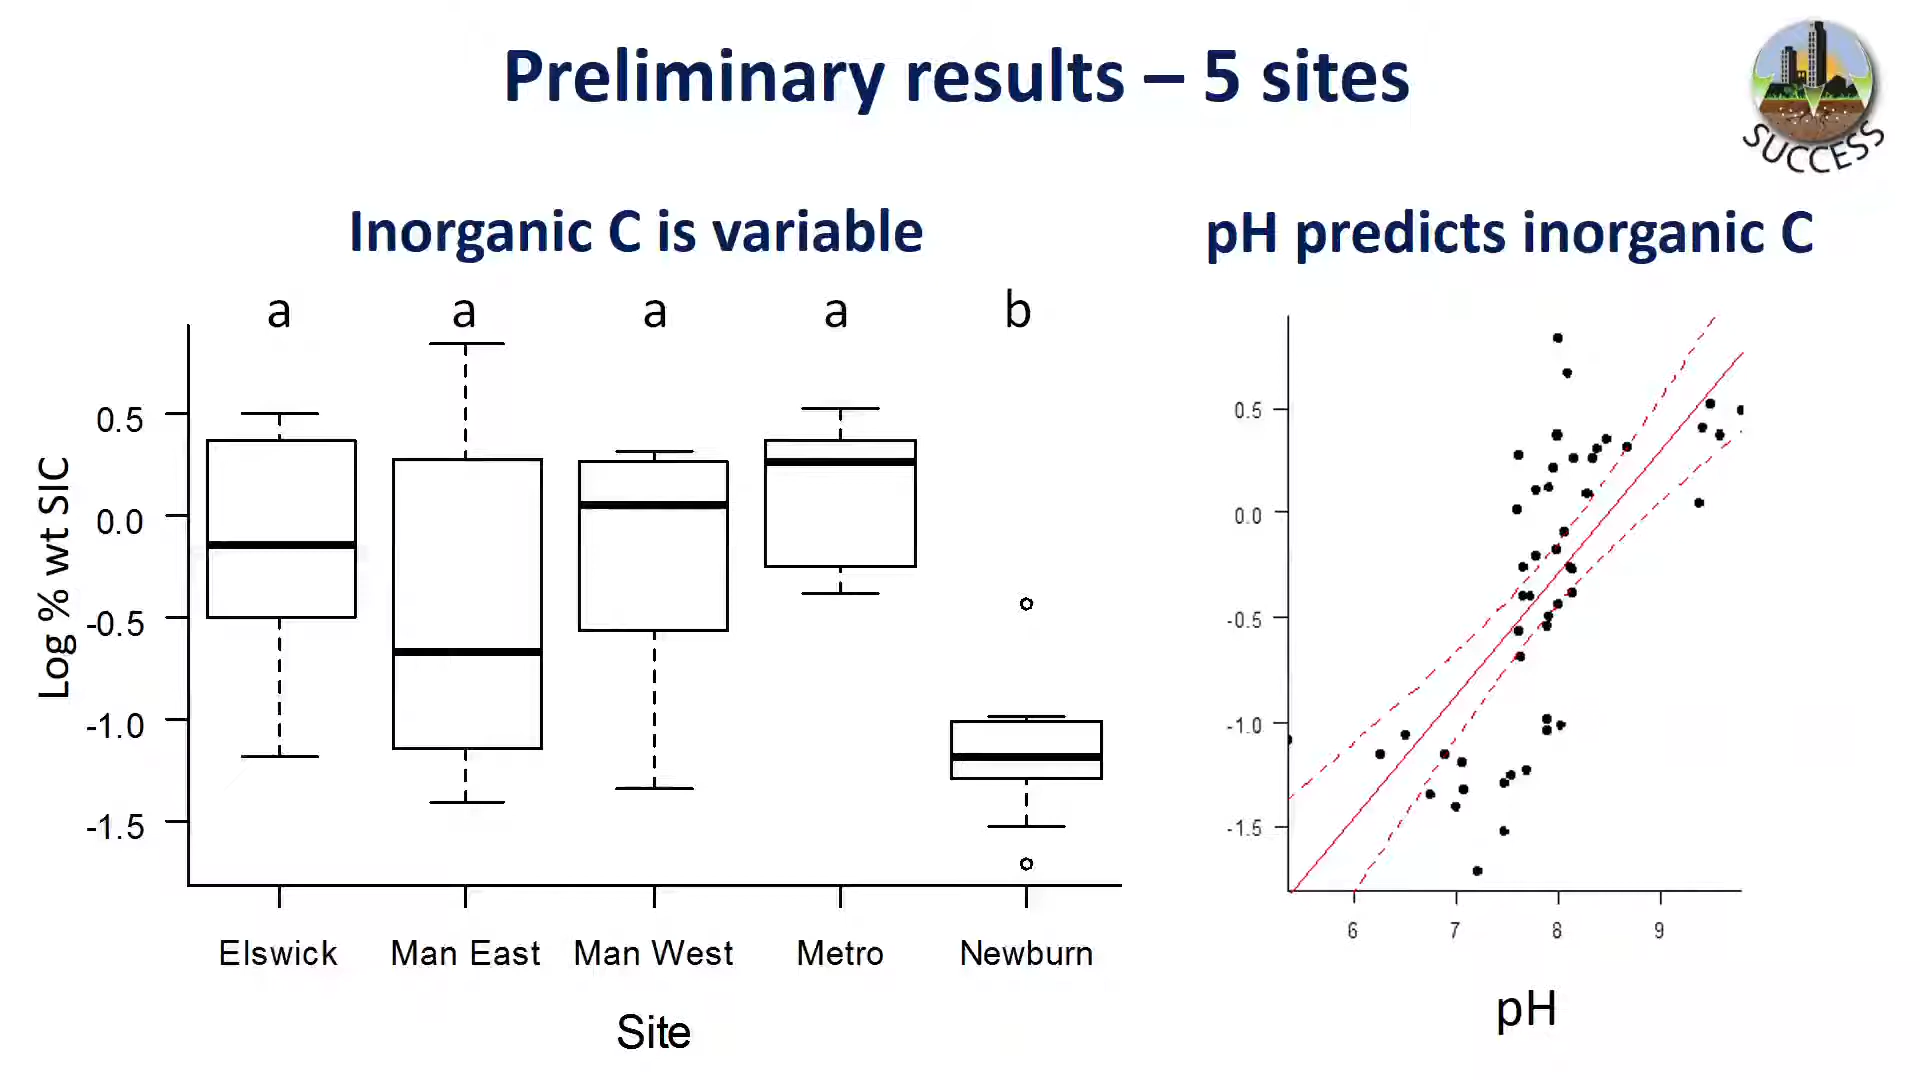 Preliminary results – 5 sites
SUCCESS
Inorganic C is variable
a a a a b
0.5
0.0
-0.5
-1.0
-1.5
Log % wt SIC
Elswick Man East Man West Metro Newburn
Site
pH predicts inorganic C
0.5
0.0
-0.5
-1.0
-1.5
6 7 8 9
pH